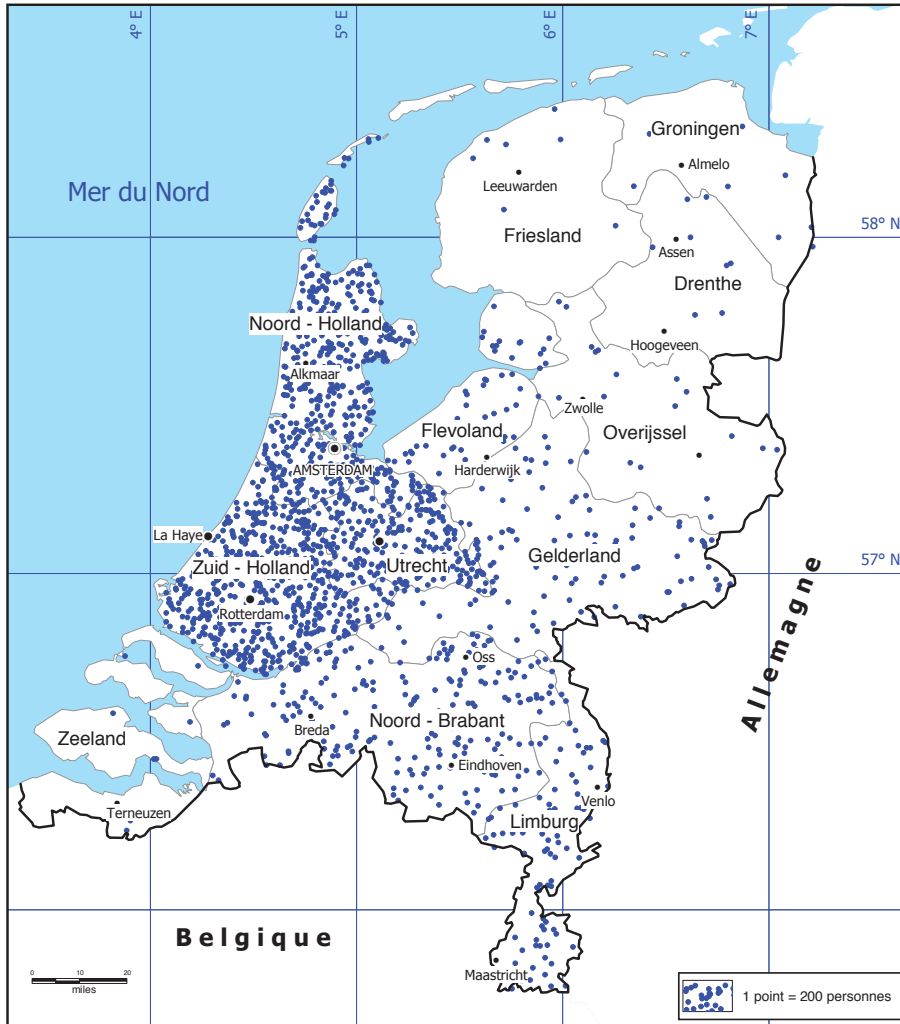 4° E
5° E
6° E
7° E
Groningen
Almelo
Mer du Nord
Leeuwarden
58° N
Friesland
Assen
Drenthe
Noord - Holland
Hoogeveen
Alkmaar
Zwolle
Flevoland
Overijssel
AMSTERDAM
Harderwijk
La Haye
Zuid - Holland
Utrecht
Gelderland
57° N
Rotterdam
Oss
Allemagne
Noord - Brabant
Breda
Zeeland
Eindhoven
Venlo
Terneuzen
Limburg
Belgique
Maastricht
0 10 20
miles
1 point = 200 personnes